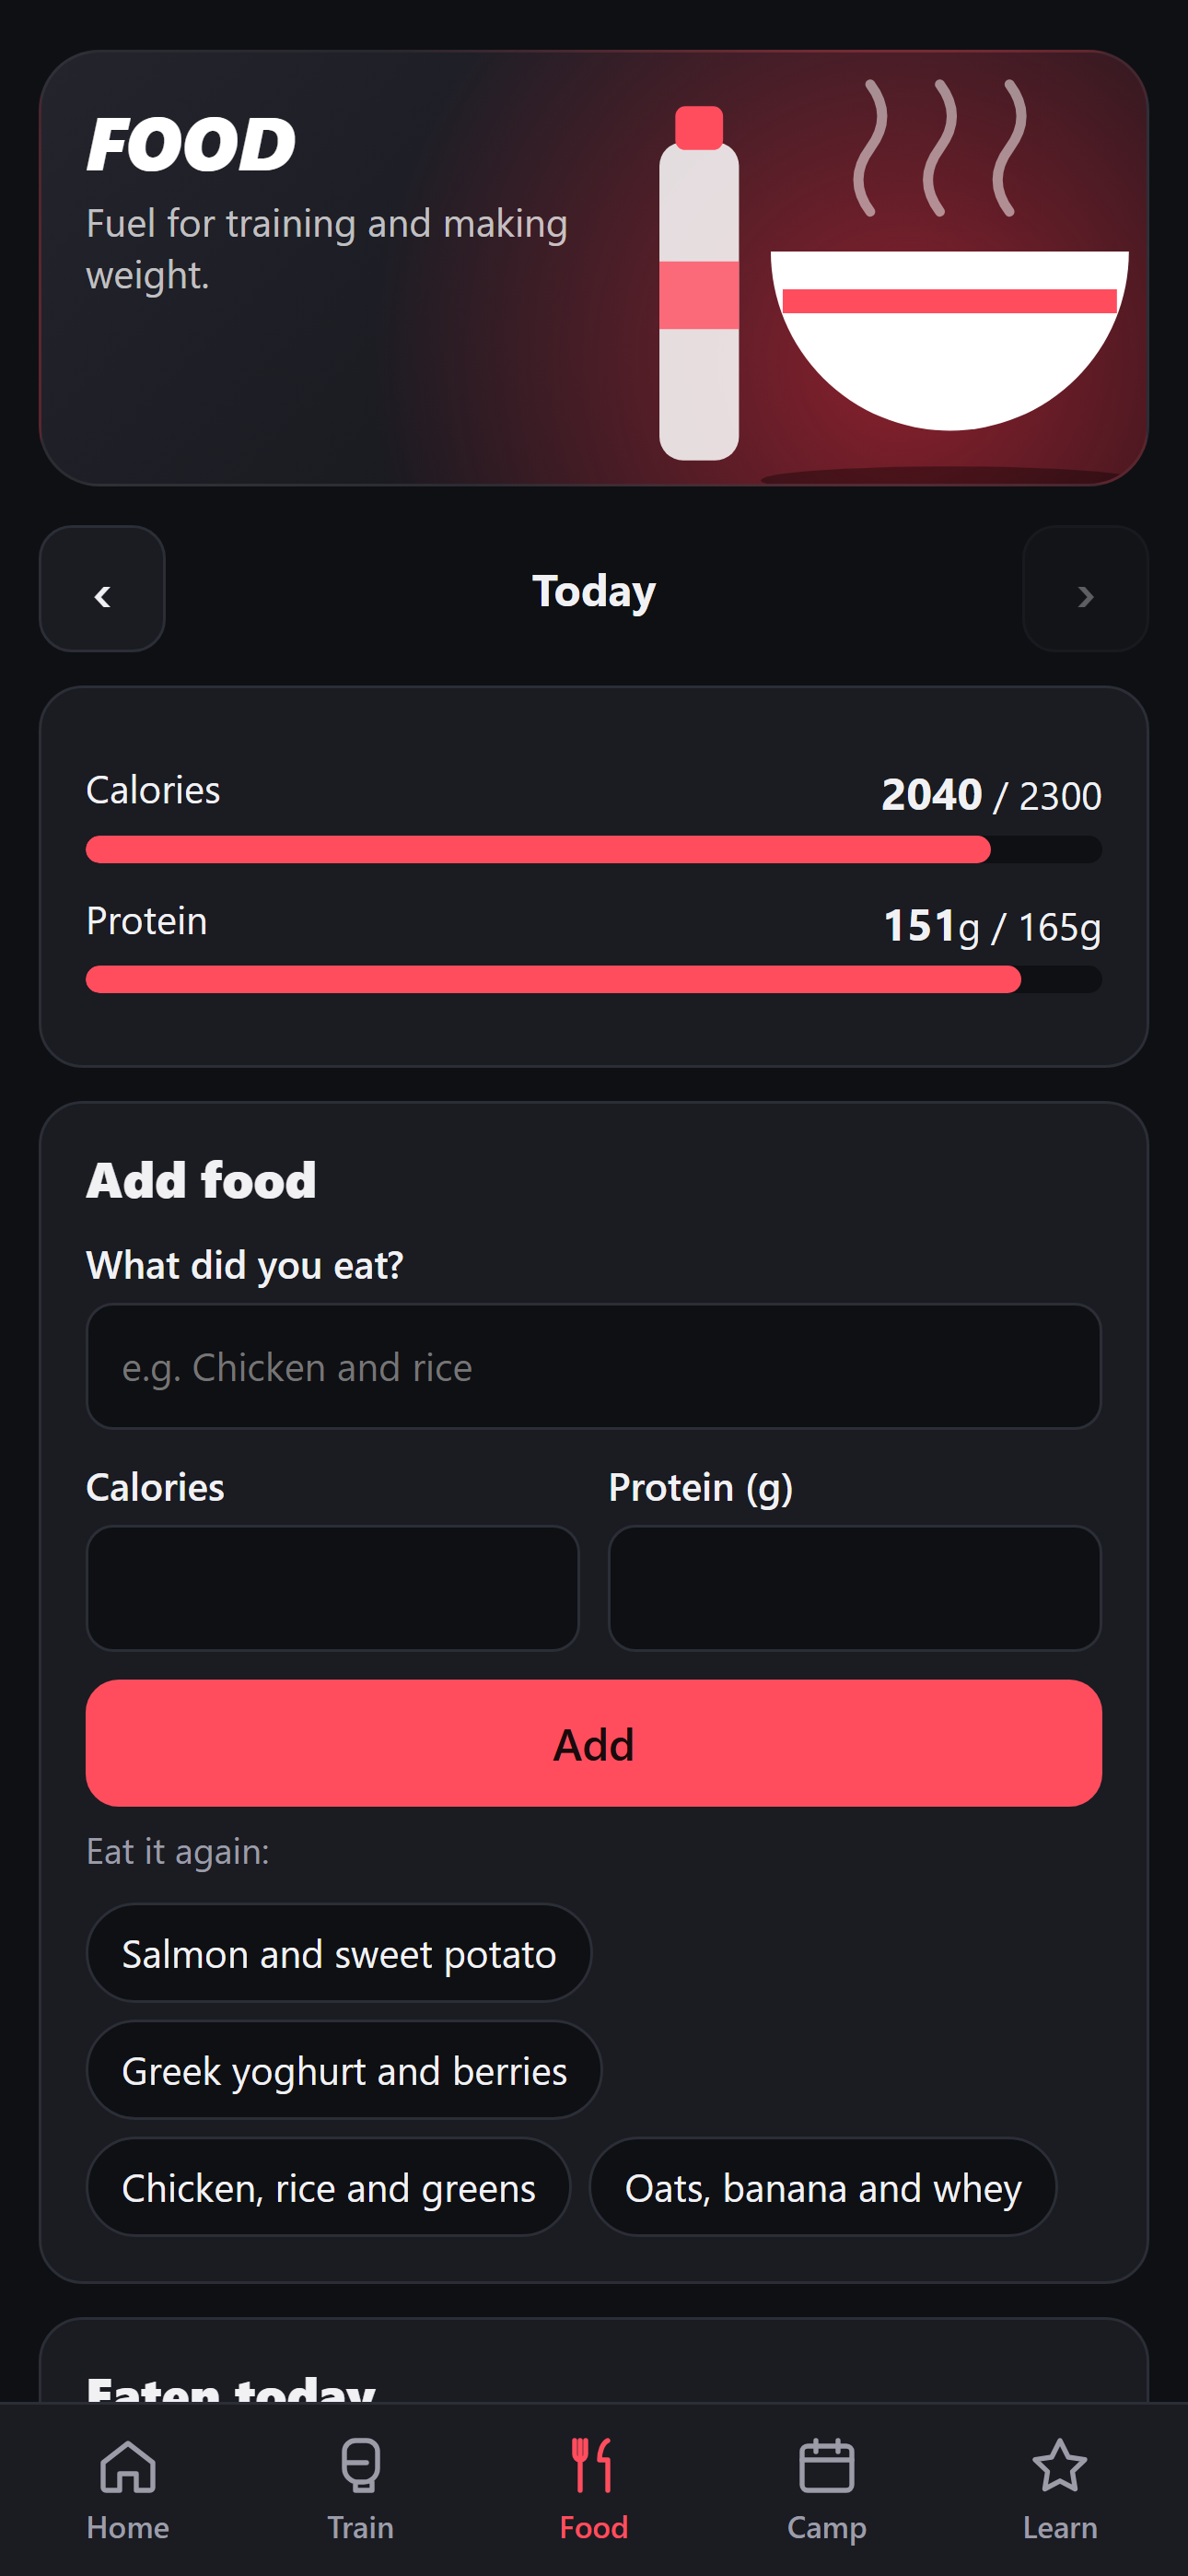 FOOD
Fuel for training and making
weight.
‹ Today ›
Calories 2040 / 2300
Protein 151g / 165g
Add food
What did you eat?
e.g. Chicken and rice
Calories Protein (g)
Add
Eat it again:
Salmon and sweet potato
Greek yoghurt and berries
Chicken, rice and greens Oats, banana and whey
Eaten today
Home Train Food Camp Learn